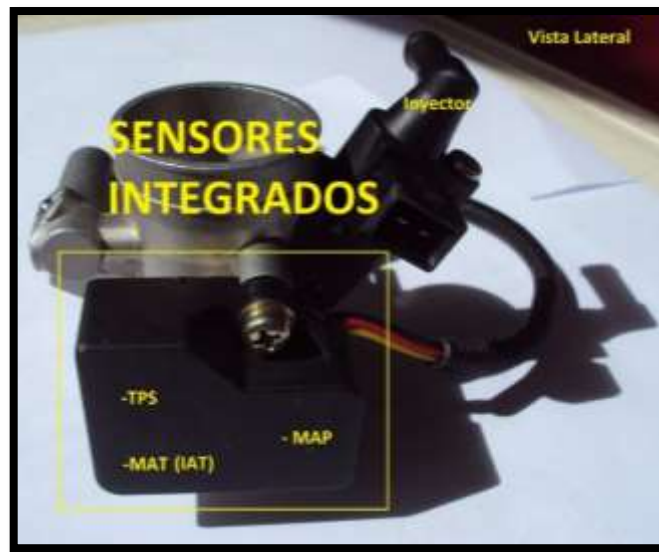 Vista Lateral
Inyector
SENSORES
INTEGRADOS
-TPS
- MAP
-MAT (IAT)